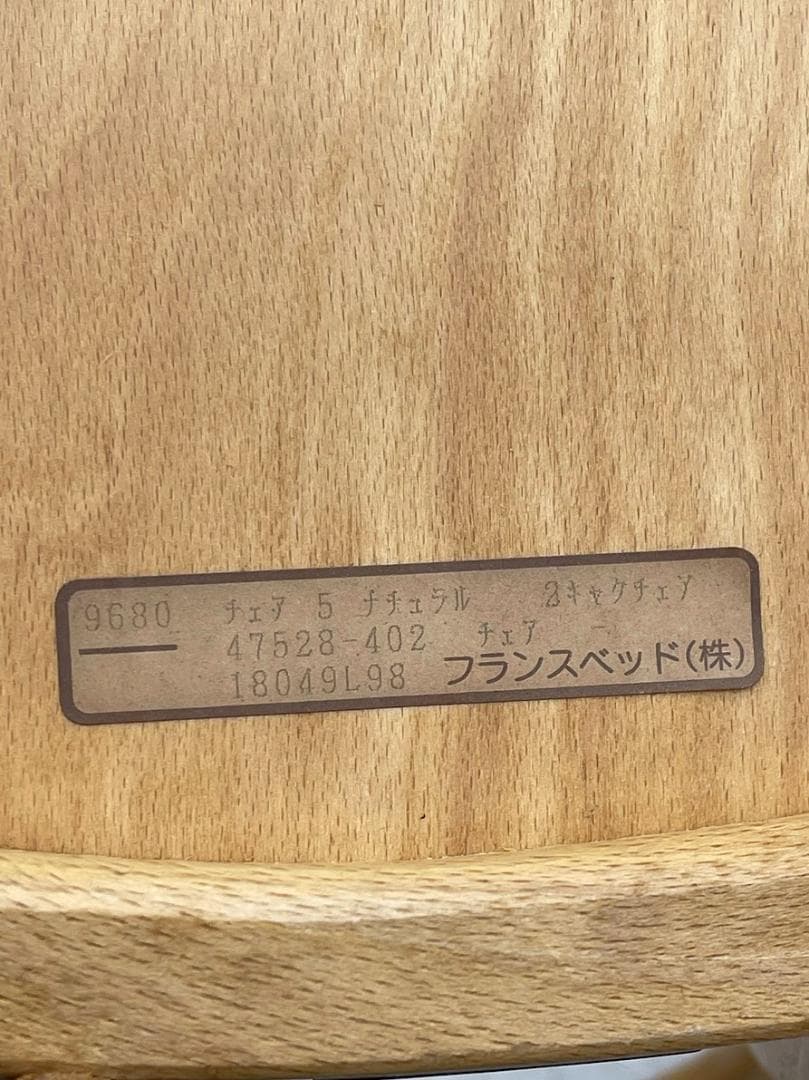 9680 チェア 5 ナチュラル 2キャケチェア
47528-402 チェア
18049L98 フランスベッド(株)